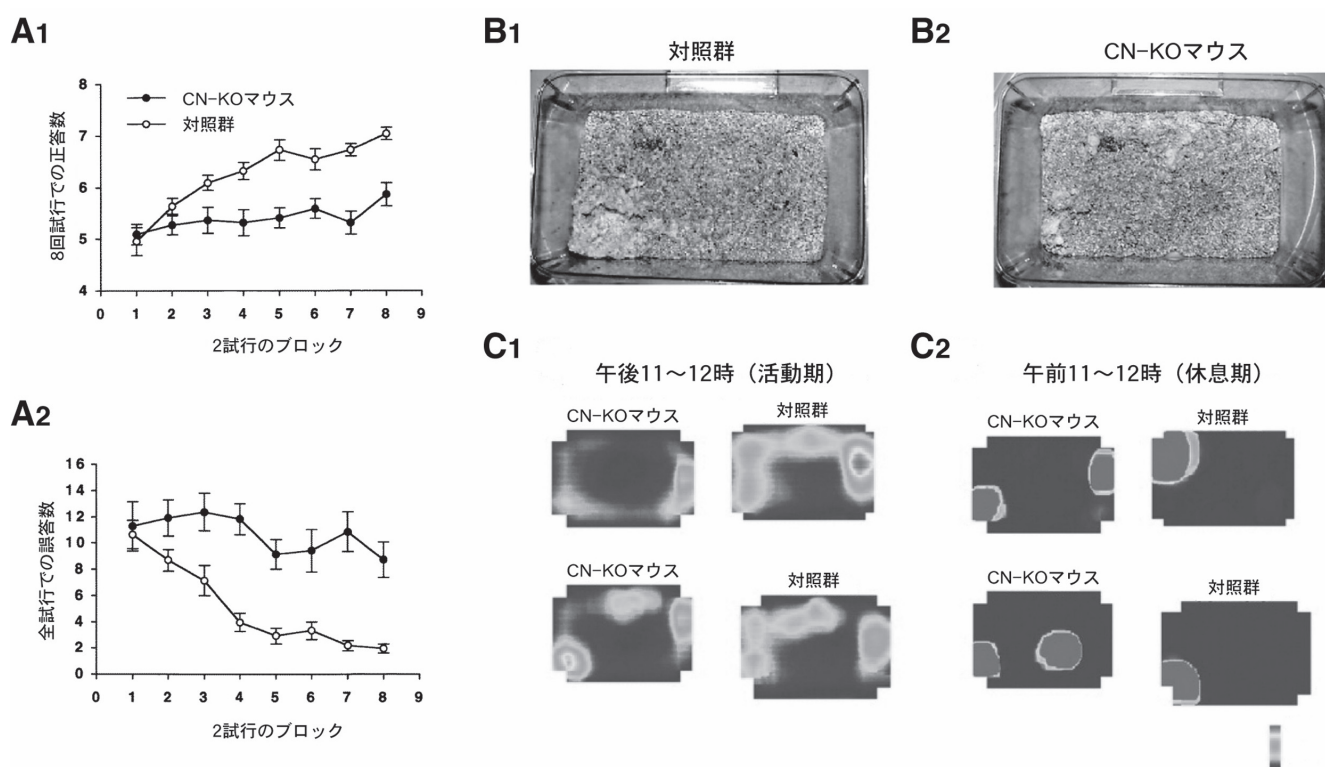 A1
8
7
6
5
4
8回試行での正答数
CN-KOマウス
対照群
0 1 2 3 4 5 6 7 8 9
2試行のブロック
A2
16
14
12
10
8
6
4
2
0
全試行での誤答数
0 1 2 3 4 5 6 7 8 9
2試行のブロック
B1
対照群
B2
CN-KOマウス
C1
午後11〜12時（活動期）
CN-KOマウス
対照群
CN-KOマウス
対照群
C2
午前11〜12時（休息期）
CN-KOマウス
対照群
CN-KOマウス
対照群